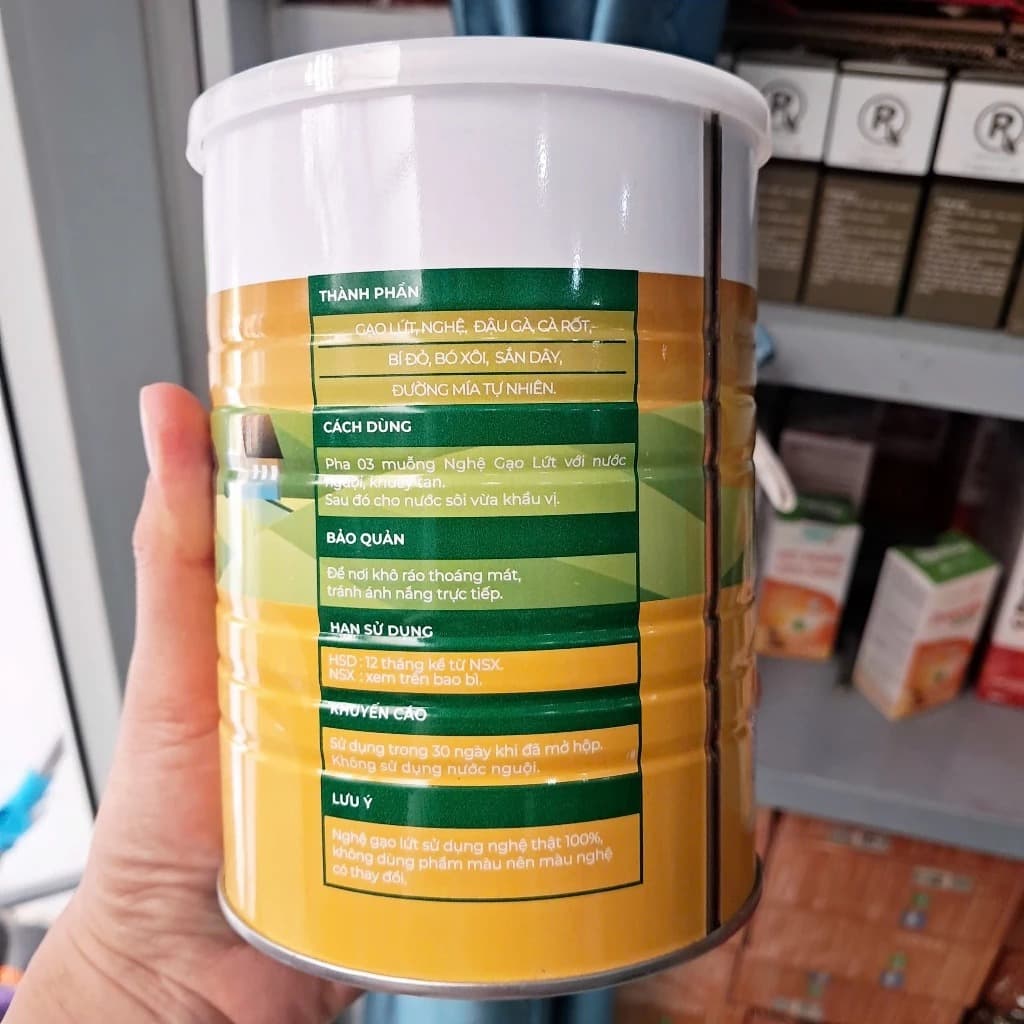 THÀNH PHẦN
GẠO LỨT, NGHỆ, ĐẬU GÀ, CÀ RỐT,
BÍ ĐỎ, BÓ XÔI, SẮN DÂY,
ĐƯỜNG MÍA TỰ NHIÊN.
CÁCH DÙNG
Pha 03 muỗng Nghệ Gạo Lứt với nước
nguội, khuấy tan.
Sau đó cho nước sôi vừa khẩu vị.
BẢO QUẢN
Để nơi khô ráo thoáng mát,
tránh ánh nắng trực tiếp.
HẠN SỬ DỤNG
HSD : 12 tháng kể từ NSX.
NSX : xem trên bao bì.
KHUYẾN CÁO
Sử dụng trong 30 ngày khi đã mở hộp.
Không sử dụng nước nguội.
LƯU Ý
Nghệ gạo lứt sử dụng nghệ thật 100%,
không dùng phẩm màu nên màu nghệ
có thay đổi.
R
R
R